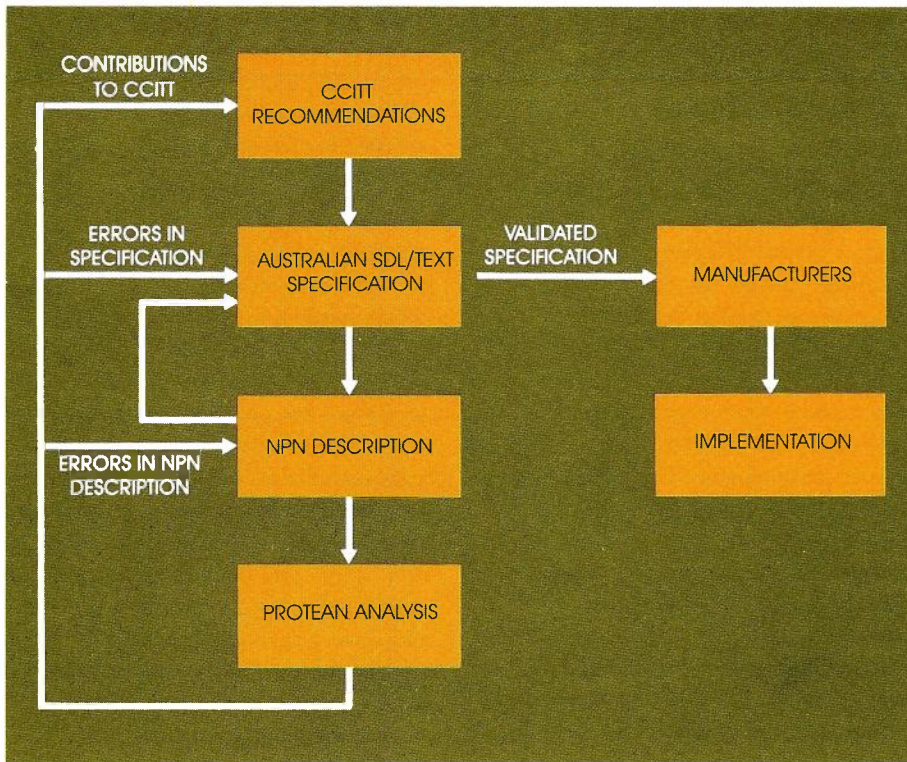 CONTRIBUTIONS
TO CCITT
CCITT
RECOMMENDATIONS
ERRORS IN
SPECIFICATION
AUSTRALIAN SDL/TEXT
SPECIFICATION
VALIDATED
SPECIFICATION
MANUFACTURERS
NPN DESCRIPTION
IMPLEMENTATION
ERRORS IN NPN
DESCRIPTION
PROTEAN ANALYSIS